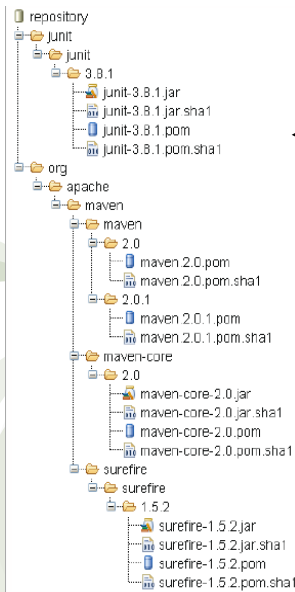 repository
junit
junit
3.8.1
junit-3.8.1.jar
junit-3.8.1.jar.sha1
junit-3.8.1.pom
junit-3.8.1.pom.sha1
org
apache
maven
maven
2.0
maven.2.0.pom
maven.2.0.pom.sha1
2.0.1
maven.2.0.1.pom
maven.2.0.1.pom.sha1
maven-core
2.0
maven-core-2.0.jar
maven-core-2.0.jar.sha1
maven-core-2.0.pom
maven-core-2.0.pom.sha1
surefire
surefire
1.5.2
surefire-1.5.2.jar
surefire-1.5.2.jar.sha1
surefire-1.5.2.pom
surefire-1.5.2.pom.sha1